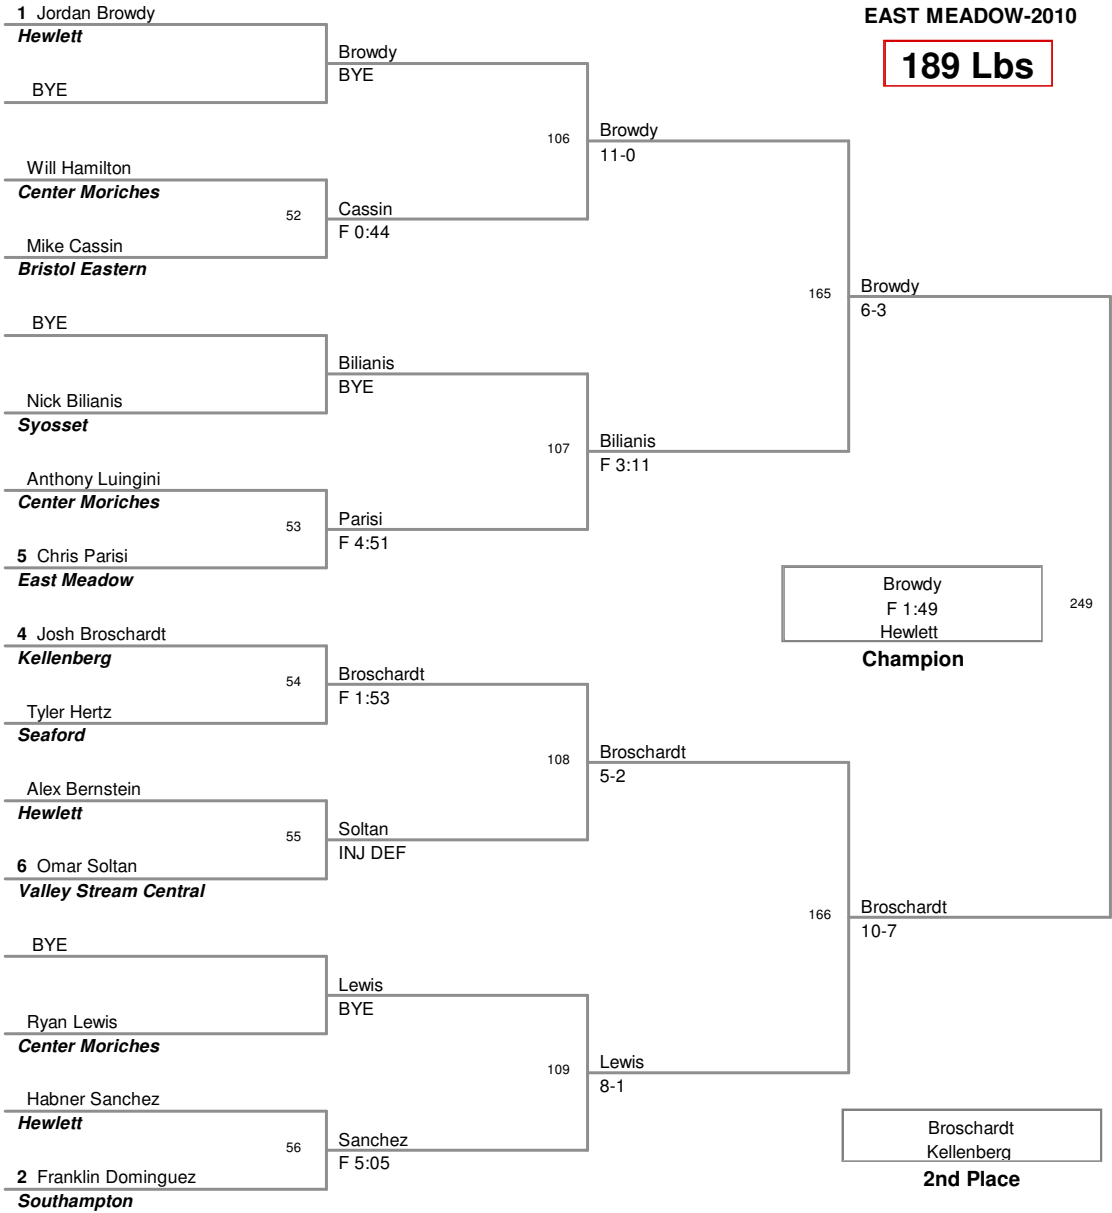 EAST MEADOW-2010
189 Lbs
1 Jordan Browdy
Hewlett
BYE
Will Hamilton
Center Moriches
52
Mike Cassin
Bristol Eastern
BYE
Nick Bilianis
Syosset
Anthony Luingini
Center Moriches
53
5 Chris Parisi
East Meadow
4 Josh Broschardt
Kellenberg
54
Tyler Hertz
Seaford
Alex Bernstein
Hewlett
55
6 Omar Soltan
Valley Stream Central
BYE
Ryan Lewis
Center Moriches
Habner Sanchez
Hewlett
56
2 Franklin Dominguez
Southampton
Browdy
BYE
106
Cassin
F 0:44
Bilianis
BYE
107
Parisi
F 4:51
Broschardt
F 1:53
108
Soltan
INJ DEF
Lewis
BYE
109
Sanchez
F 5:05
Browdy
11-0
165
Bilianis
F 3:11
Broschardt
5-2
166
Lewis
8-1
Browdy
6-3
249
Broschardt
10-7
Browdy
F 1:49
Hewlett
Champion
Broschardt
Kellenberg
2nd Place